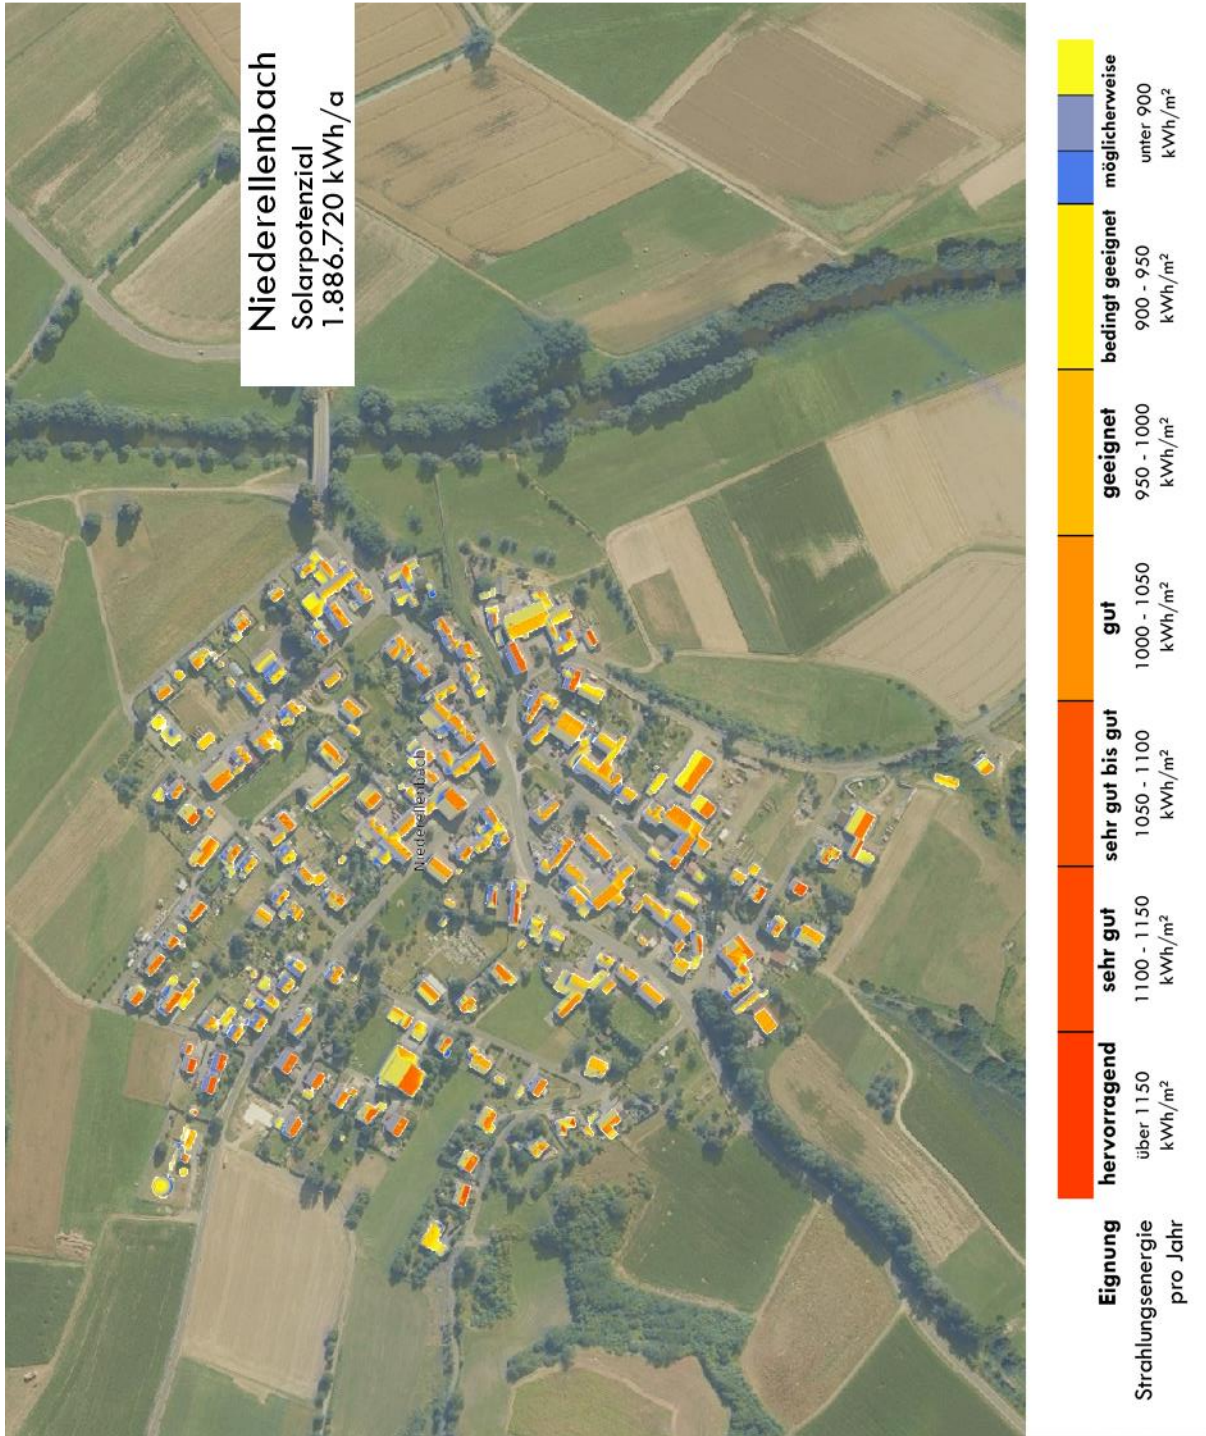 Niederellenbach
Solarpotenzial
1.886.720 kWh/a
Niederellenbach
Eignung hervorragend sehr gut sehr gut bis gut gut geeignet bedingt geeignet möglicherweise
Strahlungsenergie über 1150 1100 - 1150 1050 - 1100 1000 - 1050 950 - 1000 900 - 950 unter 900
pro Jahr kWh/m² kWh/m² kWh/m² kWh/m² kWh/m² kWh/m² kWh/m²